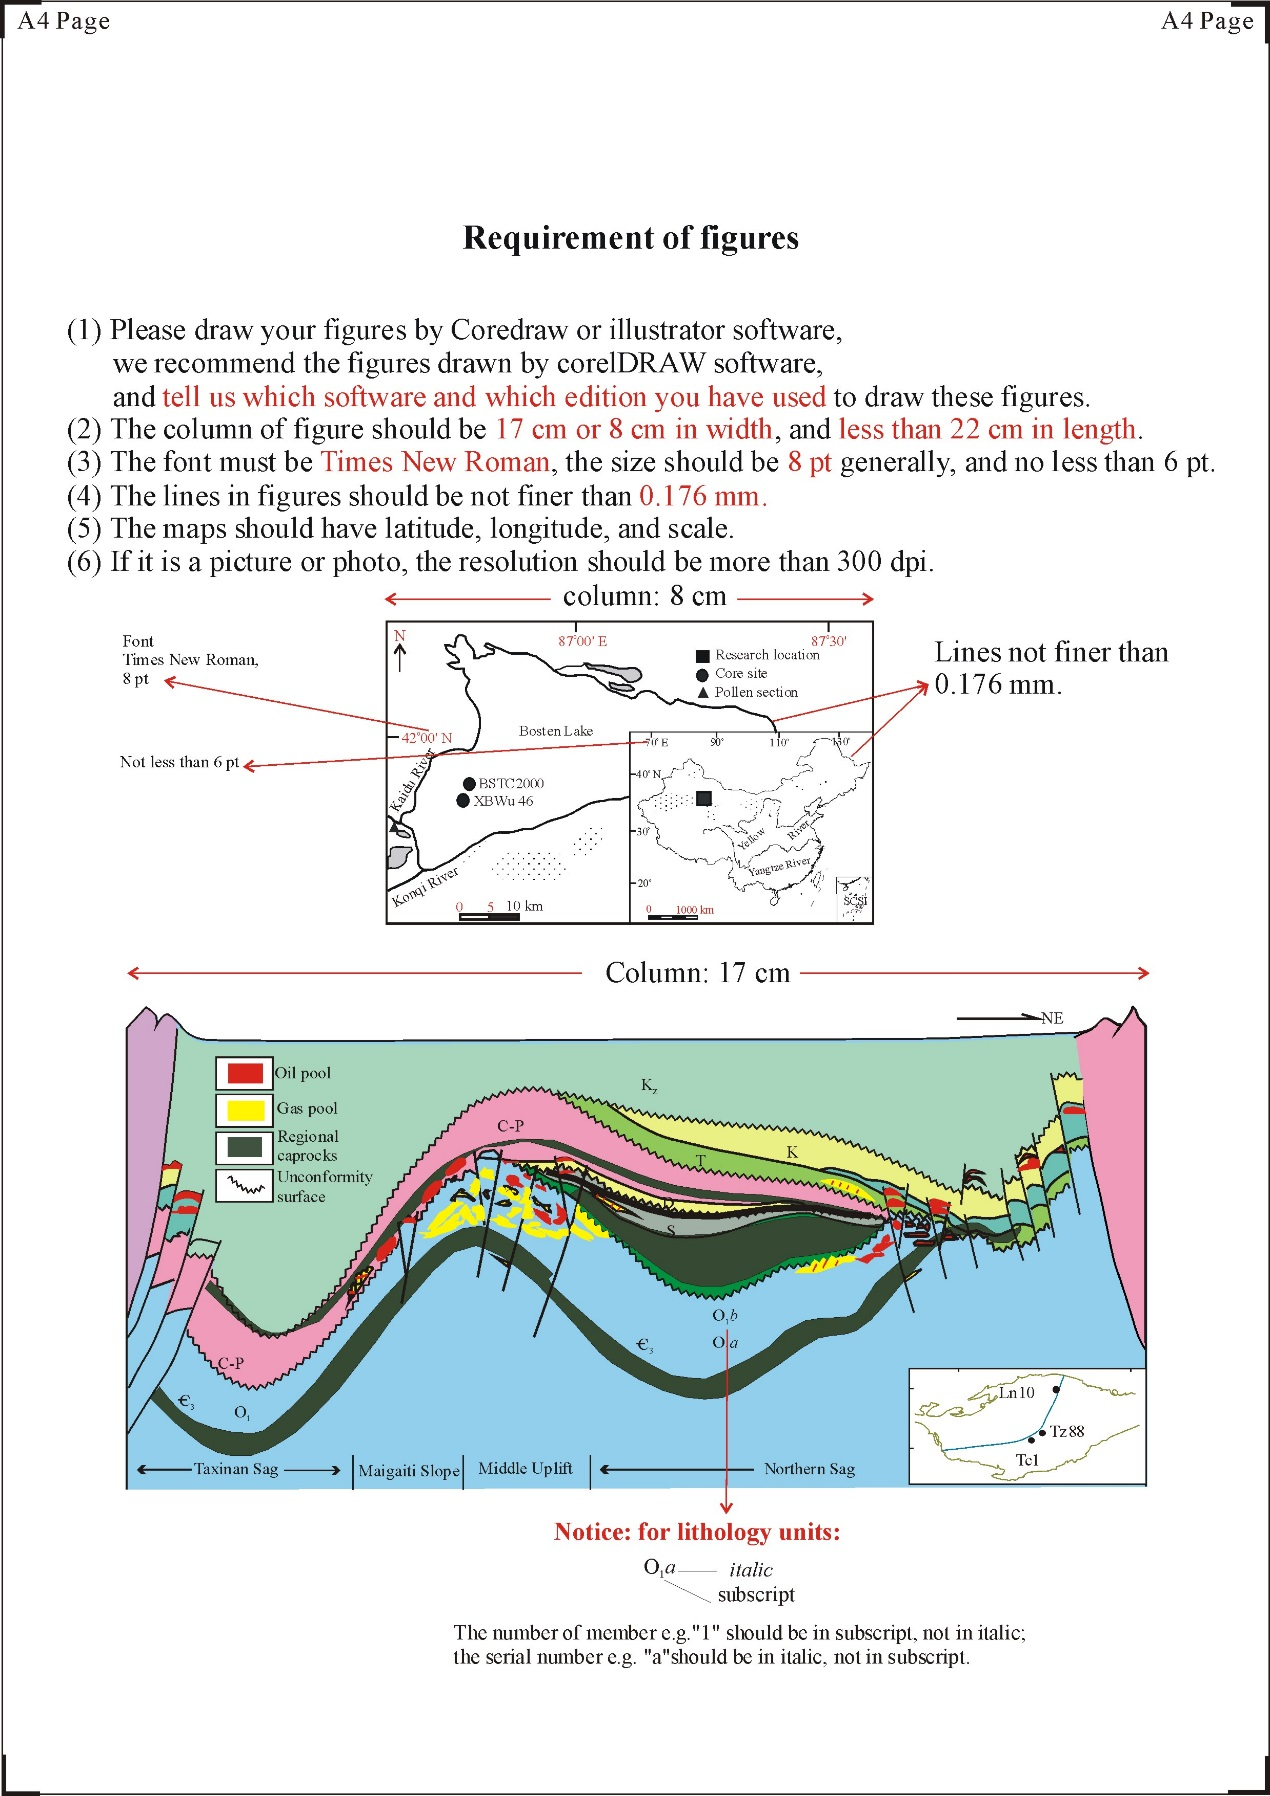 A4 Page
A4 Page
Requirement of figures
(1) Please draw your figures by Coredraw or illustrator software,
we recommend the figures drawn by corelDRAW software,
and tell us which software and which edition you have used to draw these figures.
(2) The column of figure should be 17 cm or 8 cm in width, and less than 22 cm in length.
(3) The font must be Times New Roman, the size should be 8 pt generally, and no less than 6 pt.
(4) The lines in figures should be not finer than 0.176 mm.
(5) The maps should have latitude, longitude, and scale.
(6) If it is a picture or photo, the resolution should be more than 300 dpi.
column: 8 cm
Font
Times New Roman,
8 pt
Not less than 6 pt
N
87°00' E
87°30'
Research location
Core site
Pollen section
Lines not finer than
0.176 mm.
42°00' N
Bosten Lake
70° E
90°
110°
130°
40° N
30°
20°
Kaidu River
BSTC2000
XBWu 46
Yellow River
Yangtze River
Konqi River
0 5 10 km
0 1000 km
SCSI
Column: 17 cm
NE
Oil pool
Gas pool
Regional
caprocks
Unconformity
surface
Kz
C-P
K
T
D
S
O1b
O1a
Є3
C-P
Є3
O1
Ln10
Tz88
Tc1
Taxinan Sag
Maigaiti Slope
Middle Uplift
Northern Sag
Notice: for lithology units:
O1a italic
subscript
The number of member e.g."1" should be in subscript, not in italic;
the serial number e.g. "a"should be in italic, not in subscript.